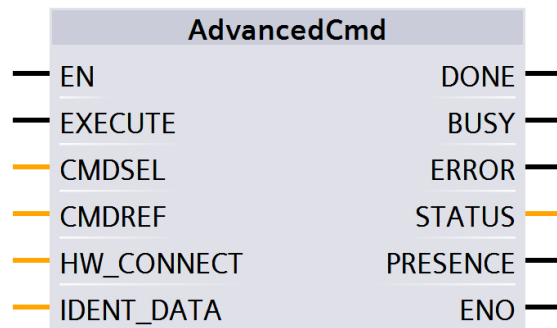 AdvancedCmd
EN DONE
EXECUTE BUSY
CMDSEL ERROR
CMDREF STATUS
HW_CONNECT PRESENCE
IDENT_DATA ENO